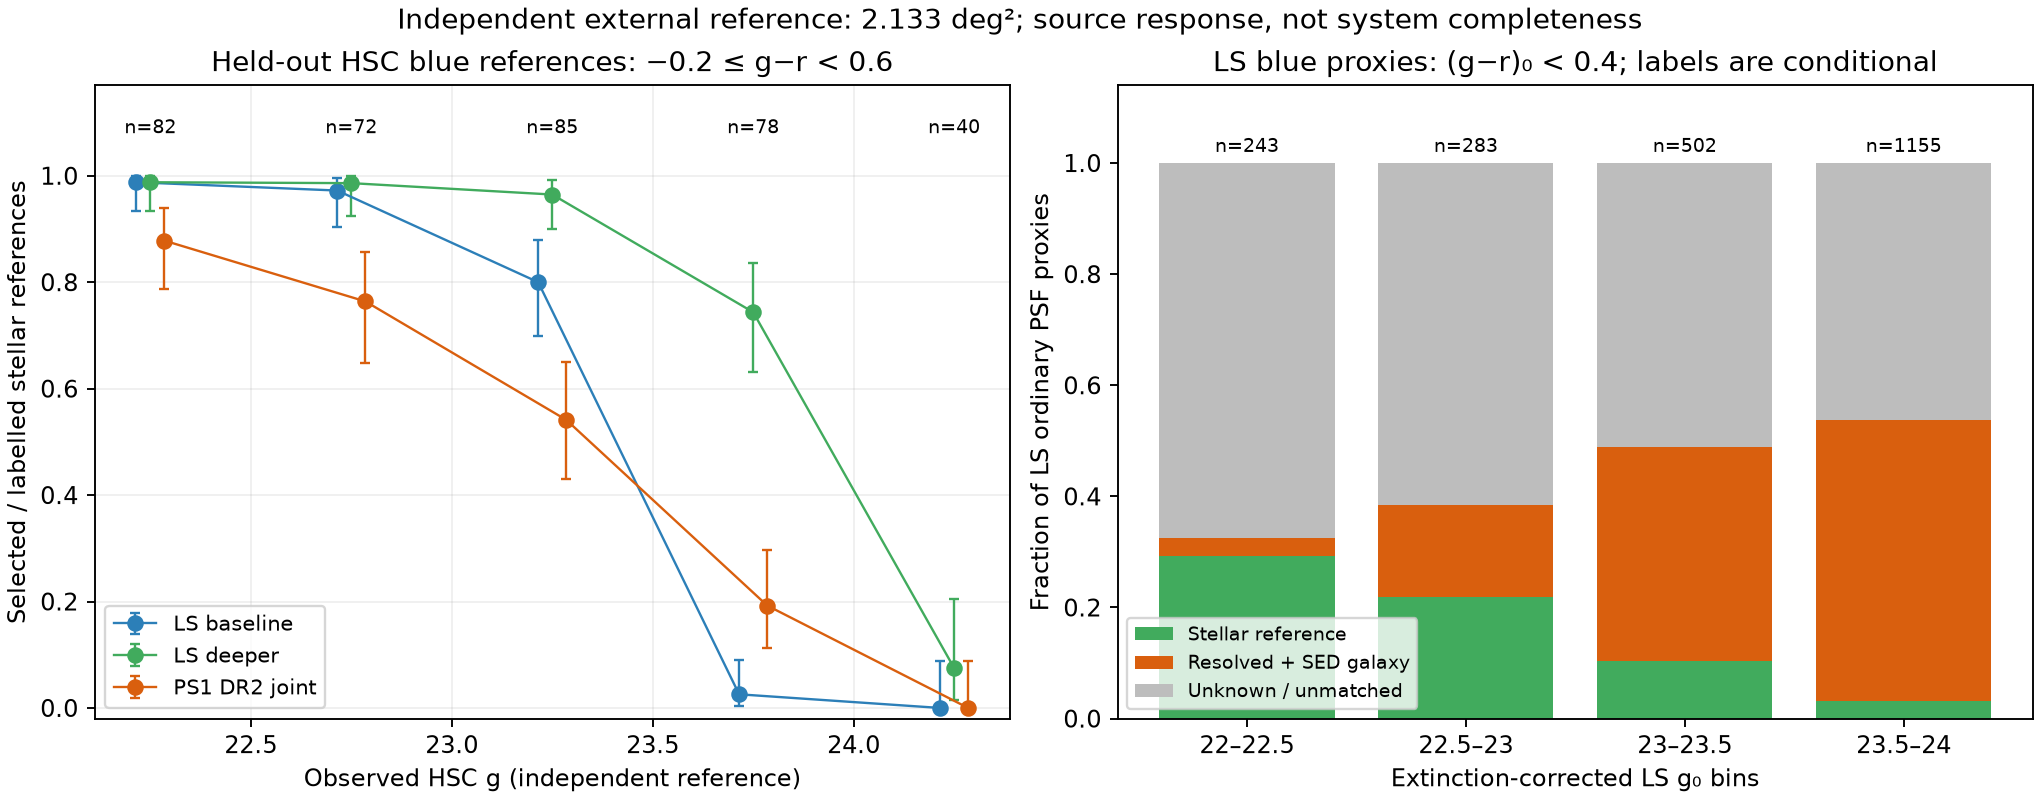 Independent external reference: 2.133 deg²; source response, not system completeness
Held-out HSC blue references: −0.2 ≤ g−r < 0.6
Selected / labelled stellar references
1.0
0.8
0.6
0.4
0.2
0.0
n=82 n=72 n=85 n=78 n=40
LS baseline
LS deeper
PS1 DR2 joint
22.5 23.0 23.5 24.0
Observed HSC g (independent reference)
LS blue proxies: (g−r)₀ < 0.4; labels are conditional
Fraction of LS ordinary PSF proxies
1.0
0.8
0.6
0.4
0.2
0.0
n=243 n=283 n=502 n=1155
Stellar reference
Resolved + SED galaxy
Unknown / unmatched
22–22.5 22.5–23 23–23.5 23.5–24
Extinction-corrected LS g₀ bins